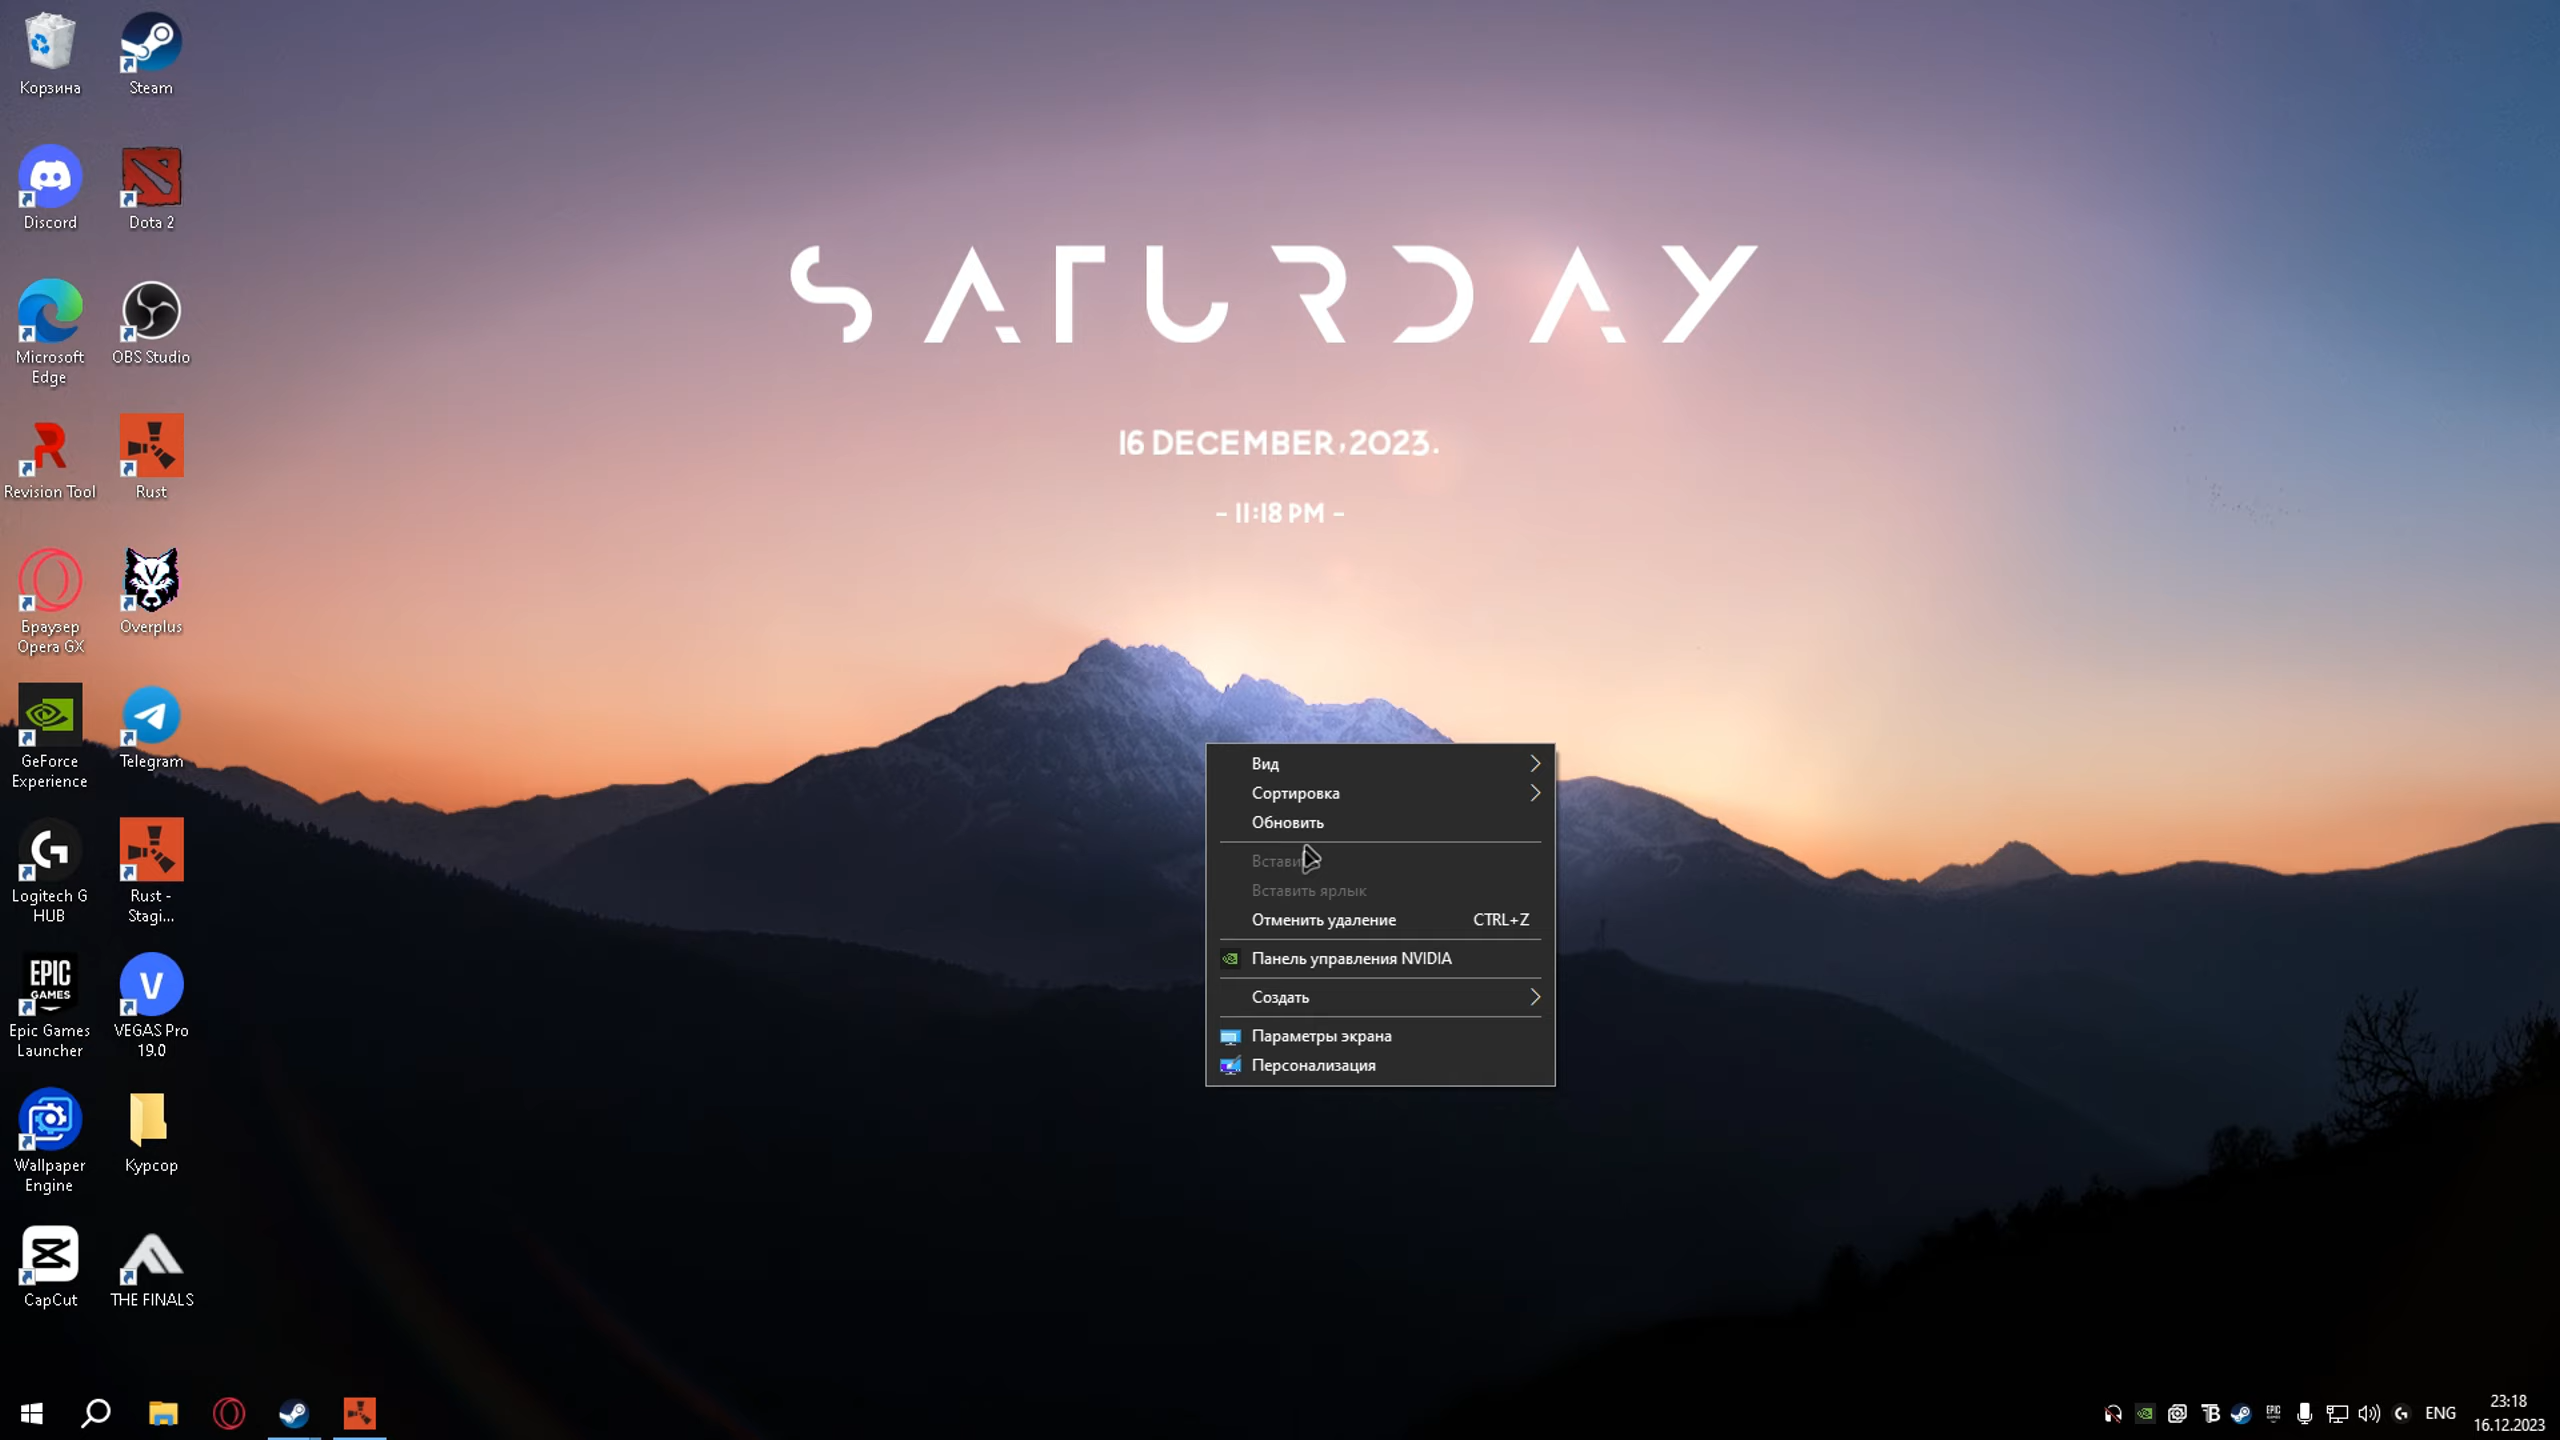 Корзина
Steam
Discord
Dota 2
Microsoft
Edge
OBS Studio
Revision Tool
Rust
Браузер
Opera GX
Overplus
GeForce
Experience
Telegram
Logitech G
HUB
Rust -
Stagi...
EPIC
GAMES
Epic Games
Launcher
V
VEGAS Pro
19.0
Wallpaper
Engine
Курсор
CapCut
THE FINALS
SATURDAY
16 DECEMBER, 2023.
- 11:18 PM -
Вид
Сортировка
Обновить
Вставить ярлык
Отменить удаление CTRL+Z
Панель управления NVIDIA
Создать
Параметры экрана
Персонализация
ENG
23:18
16.12.2023